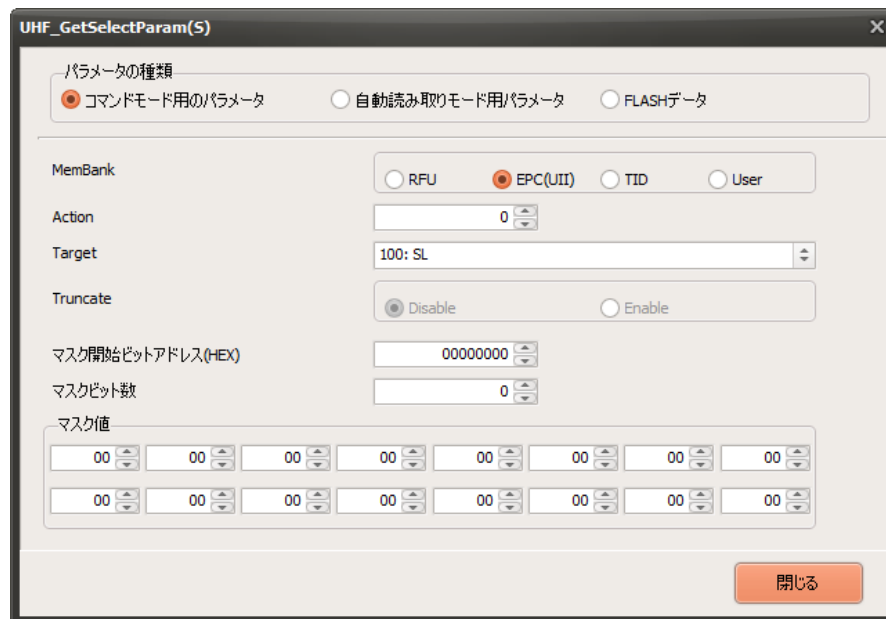 UHF_GetSelectParam(S)
パラメータの種類
コマンドモード用のパラメータ 自動読み取りモード用パラメータ FLASHデータ
MemBank RFU EPC(UII) TID User
Action 0
Target 100: SL
Truncate Disable Enable
マスク開始ビットアドレス(HEX) 00000000
マスクビット数 0
マスク値
00 00 00 00 00 00 00 00
00 00 00 00 00 00 00 00
閉じる